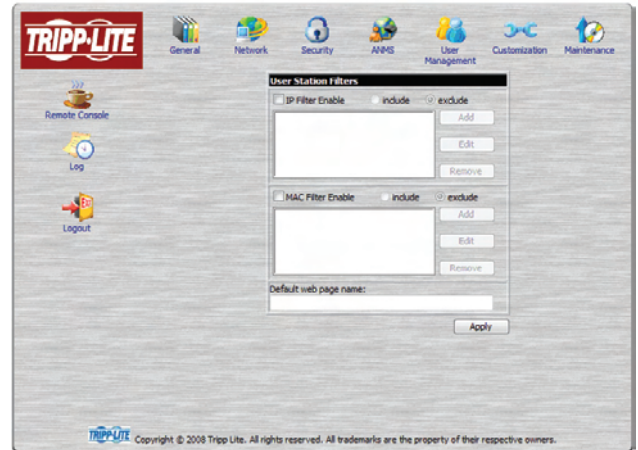 TRIPP·LITE
General
Network
Security
ANMS
User
Management
Customization
Maintenance
Remote Console
Log
Exit
Logout
User Station Filters
IP Filter Enable include exclude
Add
Edit
Remove
MAC Filter Enable include exclude
Add
Edit
Remove
Default web page name:
Apply
TRIPP·LITE Copyright © 2008 Tripp Lite. All rights reserved. All trademarks are the property of their respective owners.